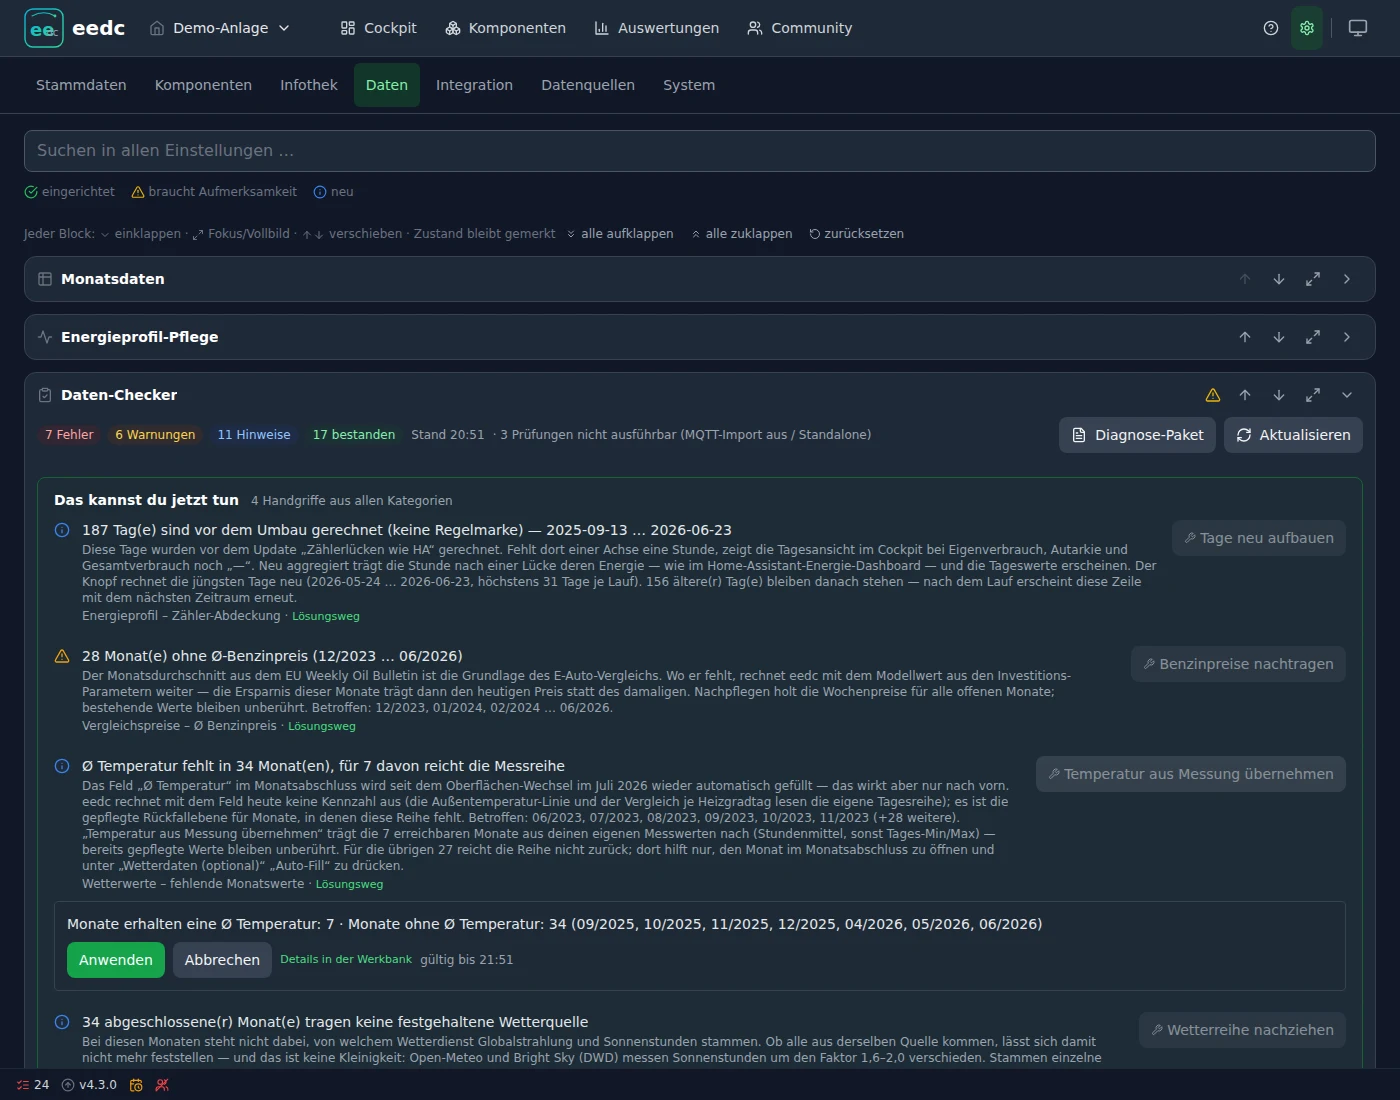 eedc
Demo-Anlage
Cockpit
Komponenten
Auswertungen
Community
Stammdaten
Komponenten
Infothek
Daten
Integration
Datenquellen
System
Suchen in allen Einstellungen …
eingerichtet
braucht Aufmerksamkeit
neu
Jeder Block: einklappen · Fokus/Vollbild · verschieben · Zustand bleibt gemerkt
alle aufklappen
alle zuklappen
zurücksetzen
Monatsdaten
Energieprofil-Pflege
Daten-Checker
7 Fehler
6 Warnungen
11 Hinweise
17 bestanden
Stand 20:51 · 3 Prüfungen nicht ausführbar (MQTT-Import aus / Standalone)
Diagnose-Paket
Aktualisieren
Das kannst du jetzt tun
4 Handgriffe aus allen Kategorien
187 Tag(e) sind vor dem Umbau gerechnet (keine Regelmarke) — 2025-09-13 … 2026-06-23
Tage neu aufbauen
Diese Tage wurden vor dem Update „Zählerlücken wie HA“ gerechnet. Fehlt dort einer Achse eine Stunde, zeigt die Tagesansicht im Cockpit bei Eigenverbrauch, Autarkie und
Gesamtverbrauch noch „—“. Neu aggregiert trägt die Stunde nach einer Lücke deren Energie — wie im Home-Assistant-Energie-Dashboard — und die Tageswerte erscheinen. Der
Knopf rechnet die jüngsten Tage neu (2026-05-24 … 2026-06-23, höchstens 31 Tage je Lauf). 156 ältere(r) Tag(e) bleiben danach stehen — nach dem Lauf erscheint diese Zeile
mit dem nächsten Zeitraum erneut.
Energieprofil – Zähler-Abdeckung · Lösungsweg
28 Monat(e) ohne Ø-Benzinpreis (12/2023 … 06/2026)
Benzinpreise nachtragen
Der Monatsdurchschnitt aus dem EU Weekly Oil Bulletin ist die Grundlage des E-Auto-Vergleichs. Wo er fehlt, rechnet eedc mit dem Modellwert aus den Investitions-
Parametern weiter — die Ersparnis dieser Monate trägt dann den heutigen Preis statt des damaligen. Nachpflegen holt die Wochenpreise für alle offenen Monate;
bestehende Werte bleiben unberührt. Betroffen: 12/2023, 01/2024, 02/2024 … 06/2026.
Vergleichspreise – Ø Benzinpreis · Lösungsweg
Ø Temperatur fehlt in 34 Monat(en), für 7 davon reicht die Messreihe
Temperatur aus Messung übernehmen
Das Feld „Ø Temperatur“ im Monatsabschluss wird seit dem Oberflächen-Wechsel im Juli 2026 wieder automatisch gefüllt — das wirkt aber nur nach vorn.
eedc rechnet mit dem Feld heute keine Kennzahl aus (die Außentemperatur-Linie und der Vergleich je Heizgradtag lesen die eigene Tagesreihe); es ist die
gepflegte Rückfallebene für Monate, in denen diese Reihe fehlt. Betroffen: 06/2023, 07/2023, 08/2023, 09/2023, 10/2023, 11/2023 (+28 weitere).
„Temperatur aus Messung übernehmen“ trägt die 7 erreichbaren Monate aus deinen eigenen Messwerten nach (Stundenmittel, sonst Tages-Min/Max) —
bereits gepflegte Werte bleiben unberührt. Für die übrigen 27 reicht die Reihe nicht zurück; dort hilft nur, den Monat im Monatsabschluss zu öffnen und
unter „Wetterdaten (optional)“ „Auto-Fill“ zu drücken.
Wetterwerte – fehlende Monatswerte · Lösungsweg
Monate erhalten eine Ø Temperatur: 7 · Monate ohne Ø Temperatur: 34 (09/2025, 10/2025, 11/2025, 12/2025, 04/2026, 05/2026, 06/2026)
Anwenden
Abbrechen
Details in der Werkbank
gültig bis 21:51
34 abgeschlossene(r) Monat(e) tragen keine festgehaltene Wetterquelle
Wetterreihe nachziehen
Bei diesen Monaten steht nicht dabei, von welchem Wetterdienst Globalstrahlung und Sonnenstunden stammen. Ob alle aus derselben Quelle kommen, lässt sich damit
nicht mehr feststellen — und das ist keine Kleinigkeit: Open-Meteo und Bright Sky (DWD) messen Sonnenstunden um den Faktor 1,6–2,0 verschieden. Stammen einzelne
24
v4.3.0